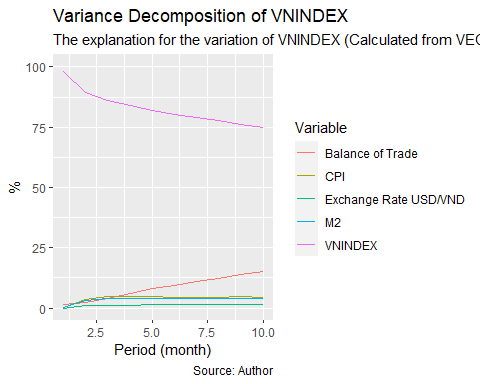 Variance Decomposition of VNINDEX
The explanation for the variation of VNINDEX (Calculated from VEC
100
75
50
25
0
%
2.5 5.0 7.5 10.0
Period (month)
Variable
Balance of Trade
CPI
Exchange Rate USD/VND
M2
VNINDEX
Source: Author